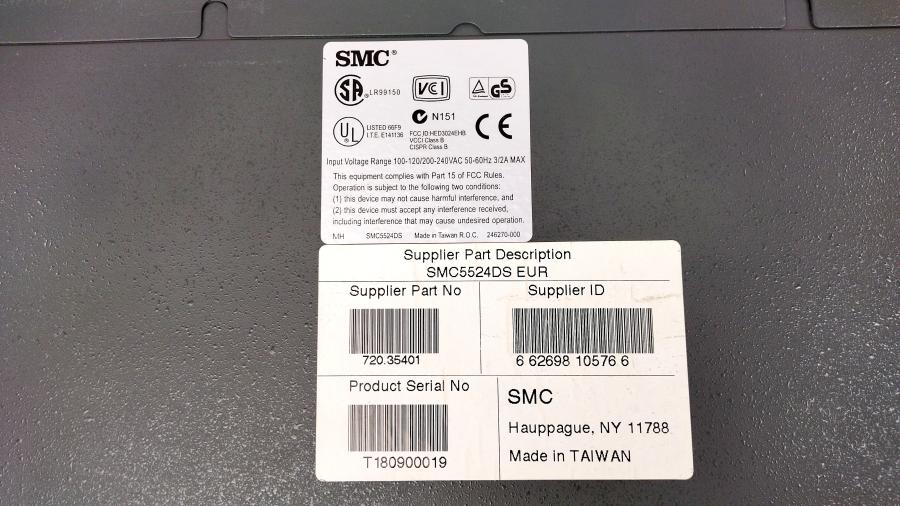 SMC®
SA ® LR99150
VCI
GS
N151
UL ® LISTED 66F9
I.T.E. E141136
FCC ID:HED3024EHB
VCCI Class B
CISPR Class B
CE
Input Voltage Range 100-120/200-240VAC 50-60Hz 3/2A MAX
This equipment complies with Part 15 of FCC Rules.
Operation is subject to the following two conditions:
(1) this device may not cause harmful interference, and
(2) this device must accept any interference received,
including interference that may cause undesired operation.
MH SMC5524DS Made in Taiwan R.O.C. 246270-000
Supplier Part Description
SMC5524DS EUR
Supplier Part No
720.35401
Supplier ID
6 62698 10576 6
Product Serial No
T180900019
SMC
Hauppague, NY 11788
Made in TAIWAN